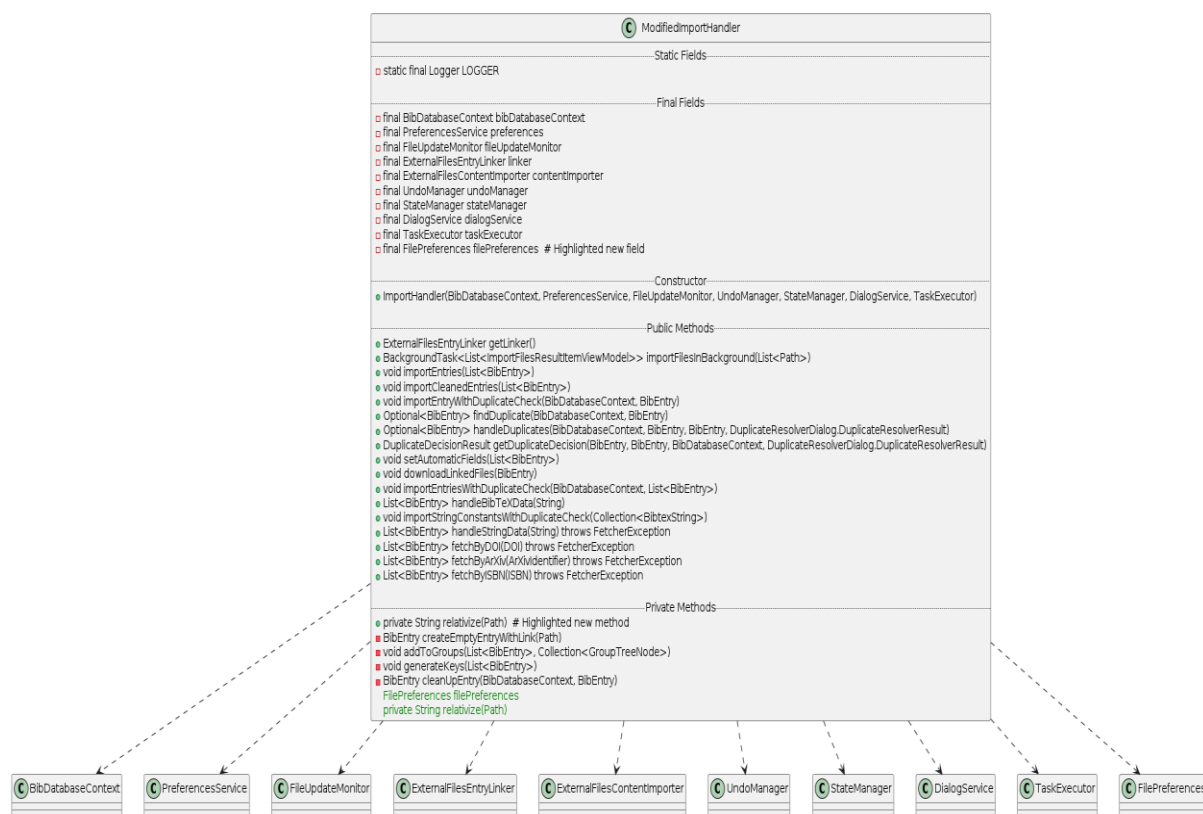 C ModifiedImportHandler
Static Fields
static final Logger LOGGER
Final Fields
final BibDatabaseContext bibDatabaseContext
final PreferencesService preferences
final FileUpdateMonitor fileUpdateMonitor
final ExternalFilesEntryLinker linker
final ExternalFilesContentImporter contentImporter
final UndoManager undoManager
final StateManager stateManager
final DialogService dialogService
final TaskExecutor taskExecutor
final FilePreferences filePreferences # Highlighted new field
Constructor
ImportHandler(BibDatabaseContext, PreferencesService, FileUpdateMonitor, UndoManager, StateManager, DialogService, TaskExecutor)
Public Methods
ExternalFilesEntryLinker getLinker()
BackgroundTask<List<ImportFilesResultItemViewModel>> importFilesInBackground(List<Path>)
void importEntries(List<BibEntry>)
void importCleanedEntries(List<BibEntry>)
void importEntryWithDuplicateCheck(BibDatabaseContext, BibEntry)
Optional<BibEntry> findDuplicate(BibDatabaseContext, BibEntry)
Optional<BibEntry> handleDuplicates(BibDatabaseContext, BibEntry, BibEntry, DuplicateResolverDialog.DuplicateResolverResult)
DuplicateDecisionResult getDuplicateDecision(BibEntry, BibEntry, BibDatabaseContext, DuplicateResolverDialog.DuplicateResolverResult)
void setAutomaticFields(List<BibEntry>)
void downloadLinkedFiles(BibEntry)
void importEntriesWithDuplicateCheck(BibDatabaseContext, List<BibEntry>)
List<BibEntry> handleBibTeXData(String)
void importStringConstantsWithDuplicateCheck(Collection<BibtexString>)
List<BibEntry> handleStringData(String) throws FetcherException
List<BibEntry> fetchByDOI(DOI) throws FetcherException
List<BibEntry> fetchByArXiv(ArXivIdentifier) throws FetcherException
List<BibEntry> fetchByISBN(ISBN) throws FetcherException
Private Methods
private String relativize(Path) # Highlighted new method
BibEntry createEmptyEntryWithLink(Path)
void addToGroups(List<BibEntry>, Collection<GroupTreeNode>)
void generateKeys(List<BibEntry>)
BibEntry cleanUpEntry(BibDatabaseContext, BibEntry)
FilePreferences filePreferences
private String relativize(Path)
C BibDatabaseContext
C PreferencesService
C FileUpdateMonitor
C ExternalFilesEntryLinker
C ExternalFilesContentImporter
C UndoManager
C StateManager
C DialogService
C TaskExecutor
C FilePreferences